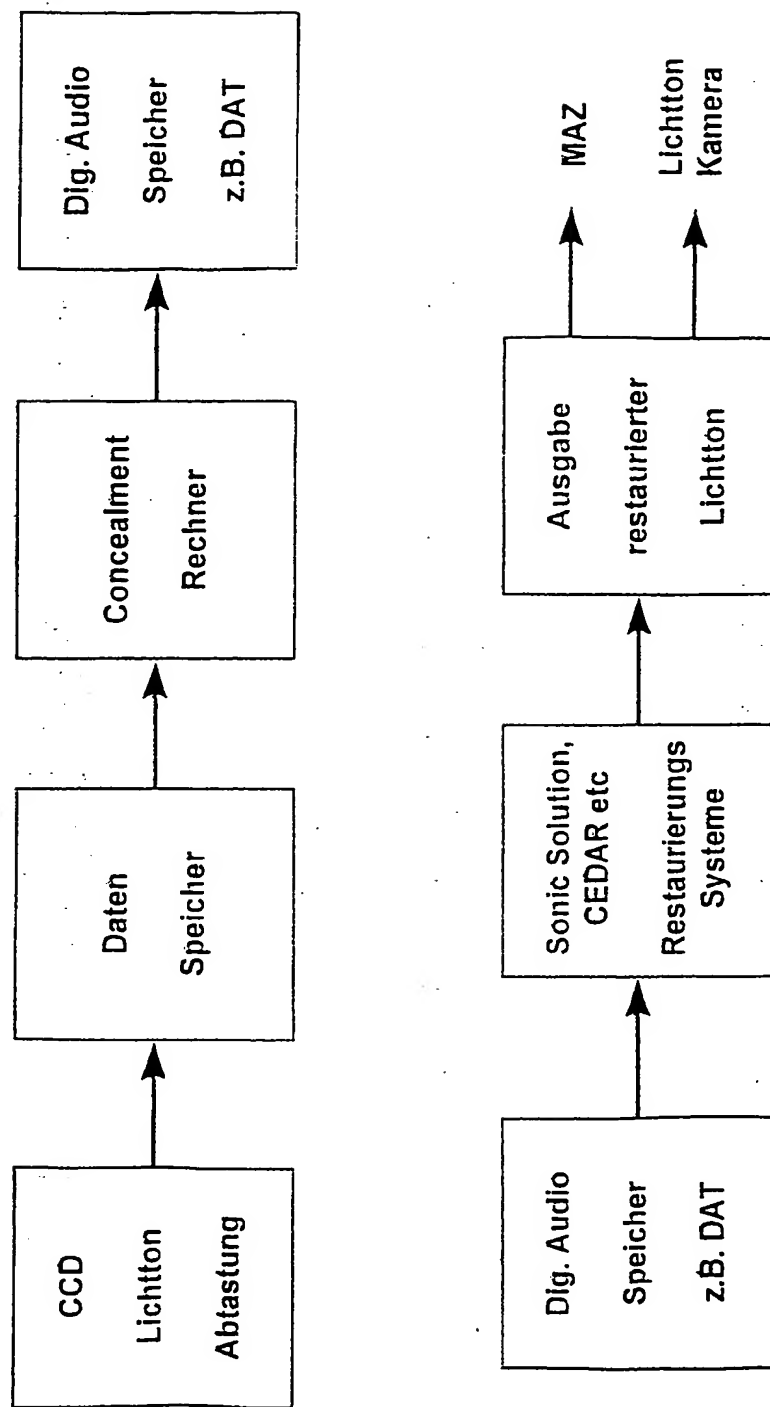 CCD
Lichtton
Abtastung
Daten
Speicher
Concealment
Rechner
Dig. Audio
Speicher
z.B. DAT
Dig. Audio
Speicher
z.B. DAT
Sonic Solution,
CEDAR etc
Restaurierungs
Systeme
Ausgabe
restaurierter
Lichtton
MAZ
Lichtton
Kamera